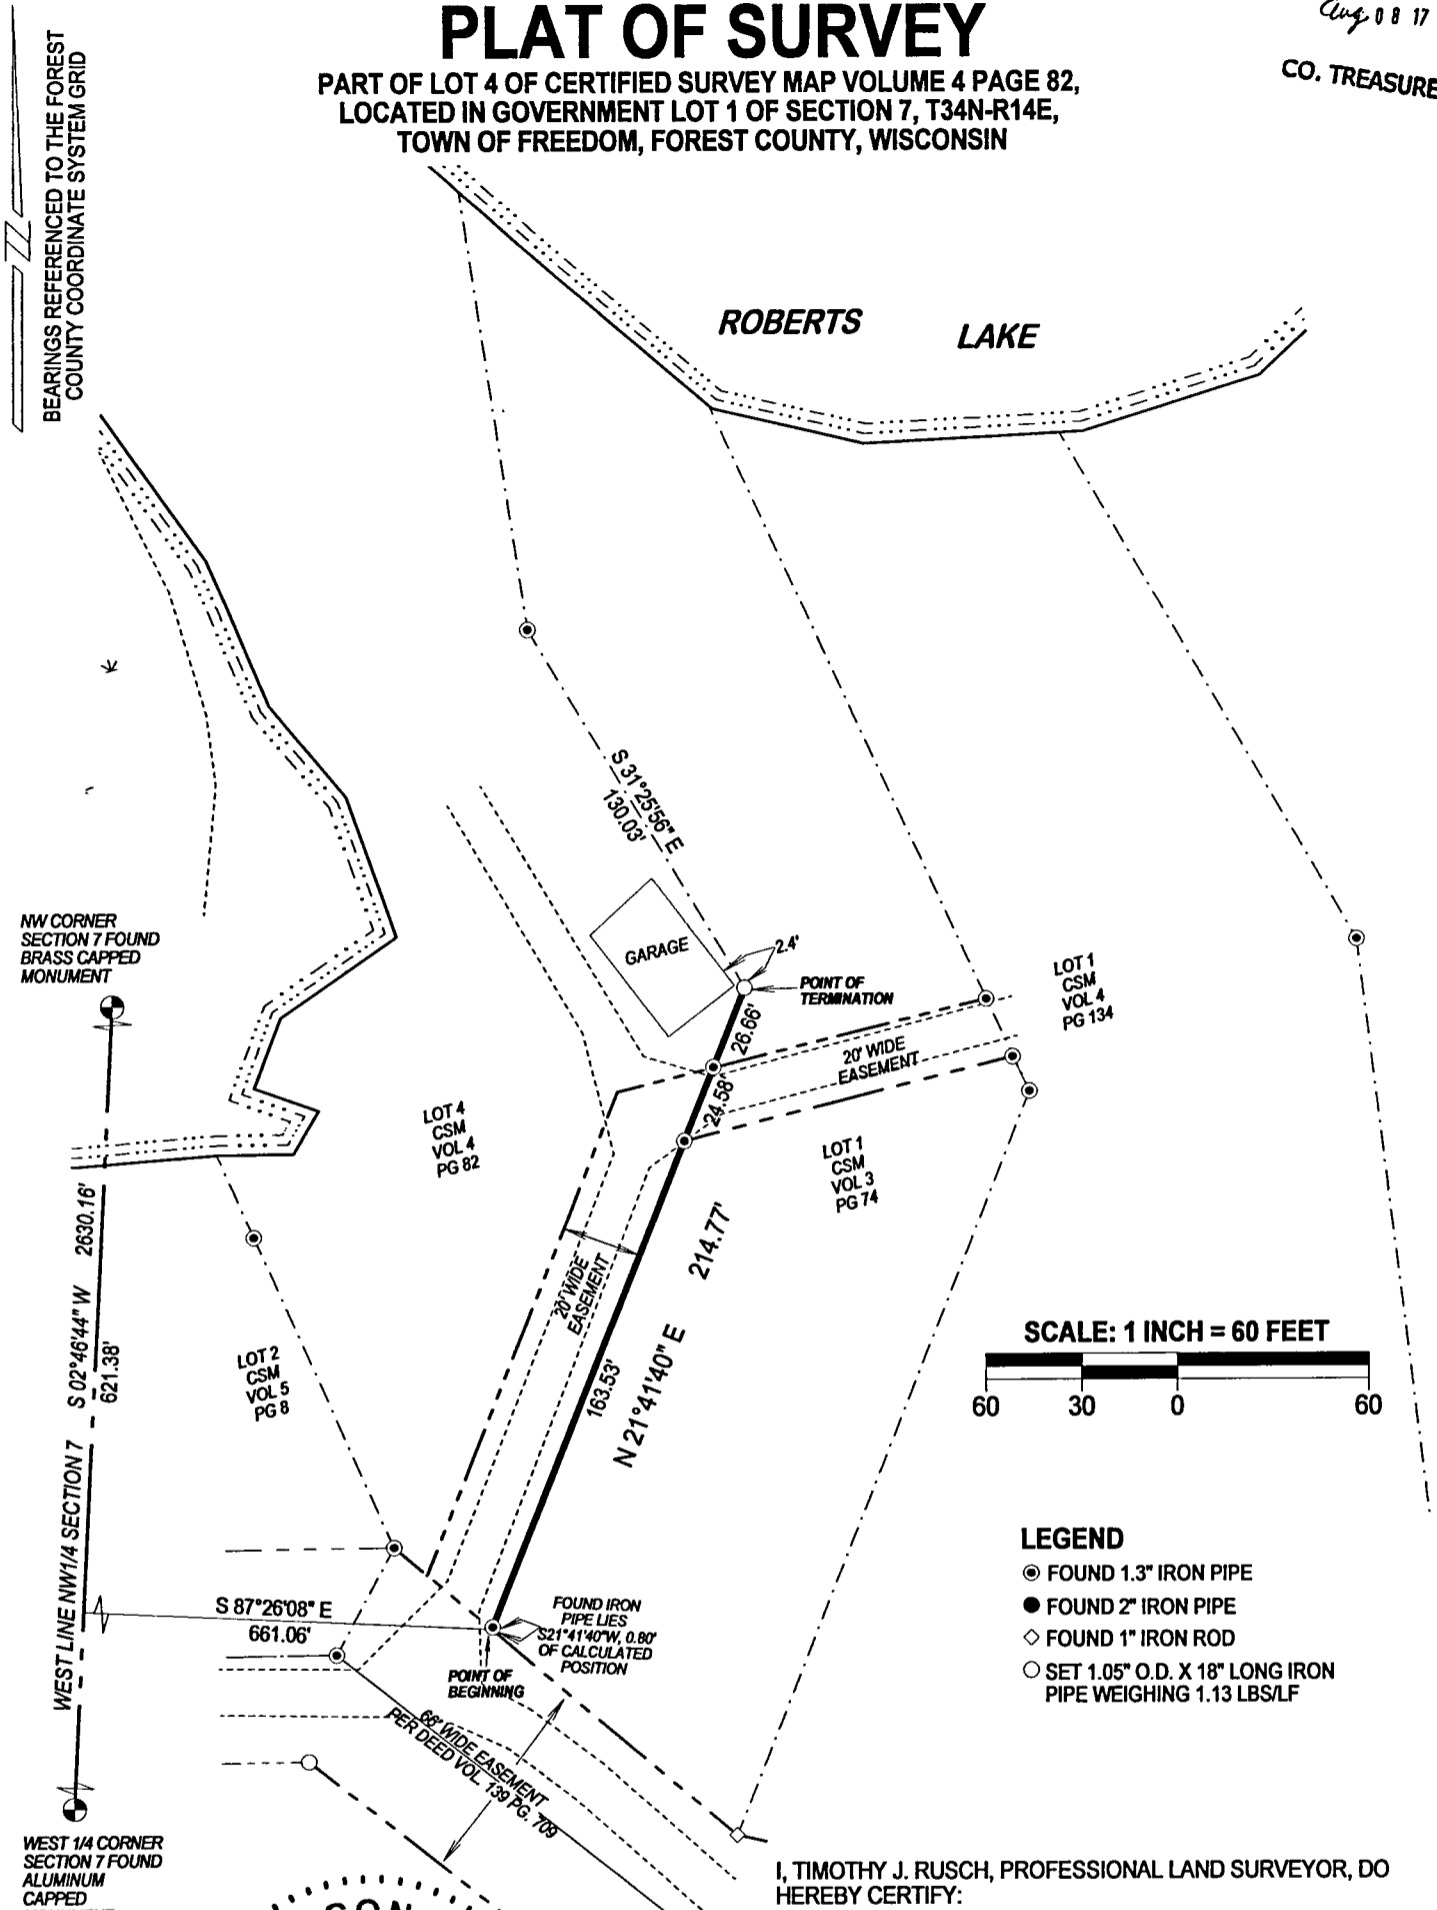 PLAT OF SURVEY
PART OF LOT 4 OF CERTIFIED SURVEY MAP VOLUME 4 PAGE 82,
LOCATED IN GOVERNMENT LOT 1 OF SECTION 7, T34N-R14E,
TOWN OF FREEDOM, FOREST COUNTY, WISCONSIN
Aug 08 17
CO. TREASURE
BEARINGS REFERENCED TO THE FOREST
COUNTY COORDINATE SYSTEM GRID
ROBERTS LAKE
S 31°25'56" E
130.03'
GARAGE
2.4'
POINT OF
TERMINATION
26.66'
24.58'
20' WIDE
EASEMENT
LOT 1
CSM
VOL 4
PG 134
NW CORNER
SECTION 7 FOUND
BRASS CAPPED
MONUMENT
LOT 4
CSM
VOL 4
PG 82
LOT 1
CSM
VOL 3
PG 74
20' WIDE
EASEMENT
163.53'
N 21°41'40" E 214.77'
WEST LINE NW1/4 SECTION 7 S 02°46'44" W 2630.16'
621.38'
LOT 2
CSM
VOL 5
PG 8
SCALE: 1 INCH = 60 FEET
60 30 0 60
LEGEND
FOUND 1.3" IRON PIPE
FOUND 2" IRON PIPE
FOUND 1" IRON ROD
SET 1.05" O.D. X 18" LONG IRON
PIPE WEIGHING 1.13 LBS/LF
S 87°26'08" E
661.06'
FOUND IRON
PIPE LIES
S21°41'40"W, 0.80'
OF CALCULATED
POSITION
POINT OF
BEGINNING
66' WIDE EASEMENT
PER DEED VOL. 139 PG. 709
WEST 1/4 CORNER
SECTION 7 FOUND
ALUMINUM
CAPPED
CON
I, TIMOTHY J. RUSCH, PROFESSIONAL LAND SURVEYOR, DO
HEREBY CERTIFY: